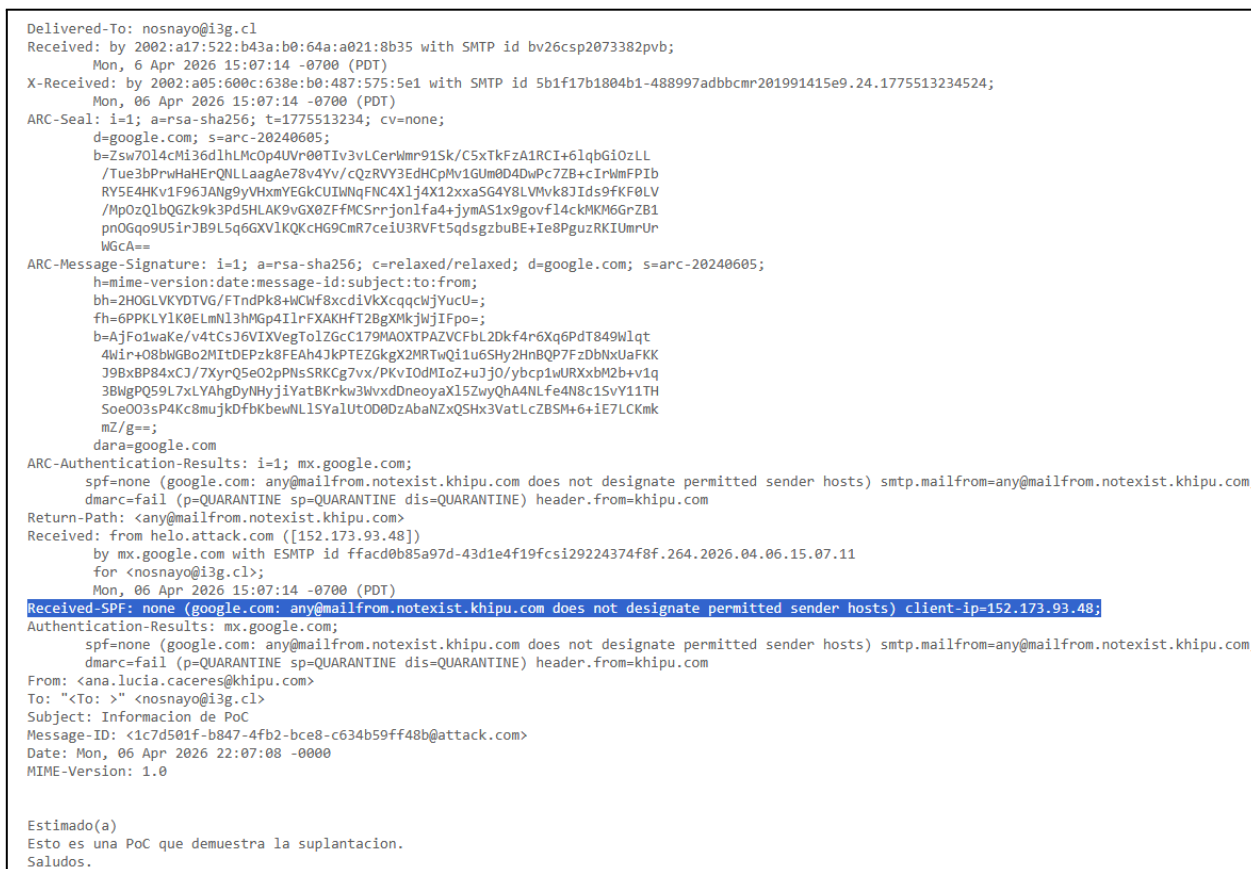 Delivered-To: nosnayo@i3g.cl
Received: by 2002:a17:522:b43a:b0:64a:a021:8b35 with SMTP id bv26csp2073382pvb;
Mon, 6 Apr 2026 15:07:14 -0700 (PDT)
X-Received: by 2002:a05:600c:638e:b0:487:575:5e1 with SMTP id 5b1f17b1804b1-488997adbbcmr201991415e9.24.1775513234524;
Mon, 06 Apr 2026 15:07:14 -0700 (PDT)
ARC-Seal: i=1; a=rsa-sha256; t=1775513234; cv=none;
d=google.com; s=arc-20240605;
b=Zsw7Ol4cMi36dlhLMcOp4UVr00TIv3vLCerWmr91Sk/C5xTkFzA1RCI+6lqbGiOzLL
/Tue3bPrwHaHErQNLLaagAe78v4Yv/cQzRVY3EdHCpMv1GUm0D4DwPc7ZB+cIrWmFPIb
RY5E4HKv1F96JANg9yVHxmYEGkCUIWNqFNC4Xlj4X12xxaSG4Y8LVMvk8JIds9fKF0LV
/MpOzQlbQGZk9k3Pd5HLAK9vGX0ZFfMCSrrjonlfa4+jymAS1x9govfl4ckMKM6GrZB1
pnOGqo9U5irJB9L5q6GXVlKQKcHG9CmR7ceiU3RVFt5qdsgzbuBE+Ie8PguzRKIUmrUr
WGcA==
ARC-Message-Signature: i=1; a=rsa-sha256; c=relaxed/relaxed; d=google.com; s=arc-20240605;
h=mime-version:date:message-id:subject:to:from;
bh=2HOGLVKYDTVG/FTndPk8+WCWf8xcdiVkXcqqcWjYucU=;
fh=6PPKLYlK0ELmNl3hMGp4IlrFXAKHfT2BgXMkjWjIFpo=;
b=AjFo1waKe/v4tCsJ6VIXVegTolZGcC179MAOXTPAZVCFbL2Dkf4r6Xq6PdT849Wlqt
4Wir+O8bWGBo2MItDEPzk8FEAh4JkPTEZGkgX2MRTwQi1u6SHy2HnBQP7FzDbNxUaFKK
J9BxBP84xCJ/7XyrQ5eO2pPNsSRKCg7vx/PKvIOdMIoZ+uJjO/ybcp1wURXxbM2b+v1q
3BWgPQ59L7xLYAhgDyNHyjiYatBKrkw3WvxdDneoyaXl5ZwyQhA4NLfe4N8c1SvY11TH
SoeOO3sP4Kc8mujkDfbKbewNLlSYalUtOD0DzAbaNZxQSHx3VatLcZBSM+6+iE7LCKmk
mZ/g==;
dara=google.com
ARC-Authentication-Results: i=1; mx.google.com;
spf=none (google.com: any@mailfrom.notexist.khipu.com does not designate permitted sender hosts) smtp.mailfrom=any@mailfrom.notexist.khipu.com
dmarc=fail (p=QUARANTINE sp=QUARANTINE dis=QUARANTINE) header.from=khipu.com
Return-Path: <any@mailfrom.notexist.khipu.com>
Received: from helo.attack.com ([152.173.93.48])
by mx.google.com with ESMTP id ffacd0b85a97d-43d1e4f19fcsi29224374f8f.264.2026.04.06.15.07.11
for <nosnayo@i3g.cl>;
Mon, 06 Apr 2026 15:07:14 -0700 (PDT)
Received-SPF: none (google.com: any@mailfrom.notexist.khipu.com does not designate permitted sender hosts) client-ip=152.173.93.48;
Authentication-Results: mx.google.com;
spf=none (google.com: any@mailfrom.notexist.khipu.com does not designate permitted sender hosts) smtp.mailfrom=any@mailfrom.notexist.khipu.com
dmarc=fail (p=QUARANTINE sp=QUARANTINE dis=QUARANTINE) header.from=khipu.com
From: <ana.lucia.caceres@khipu.com>
To: "<To: >" <nosnayo@i3g.cl>
Subject: Informacion de PoC
Message-ID: <1c7d501f-b847-4fb2-bce8-c634b59ff48b@attack.com>
Date: Mon, 06 Apr 2026 22:07:08 -0000
MIME-Version: 1.0
Estimado(a)
Esto es una PoC que demuestra la suplantacion.
Saludos.